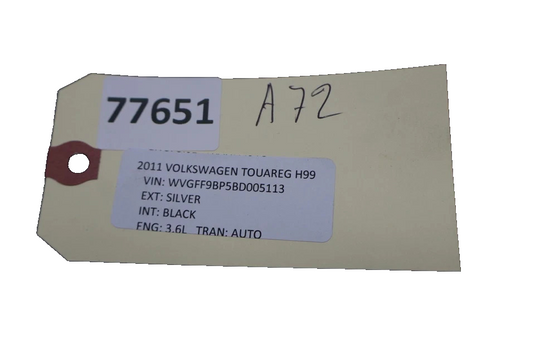 77651
A72
2011 VOLKSWAGEN TOUAREG H99
VIN: WVGFF9BP5BD005113
EXT: SILVER
INT: BLACK
ENG: 3.6L TRAN: AUTO